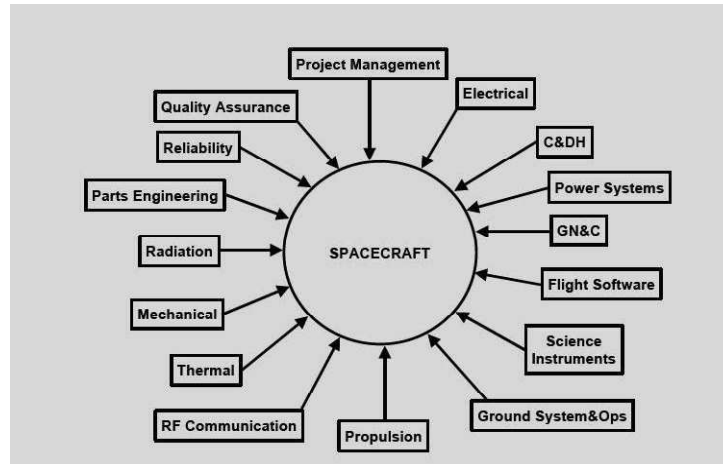 Project Management
Electrical
Quality Assurance
C&DH
Reliability
Power Systems
Parts Engineering
GN&C
Radiation
SPACECRAFT
Flight Software
Mechanical
Science
Instruments
Thermal
Ground System&Ops
RF Communication
Propulsion